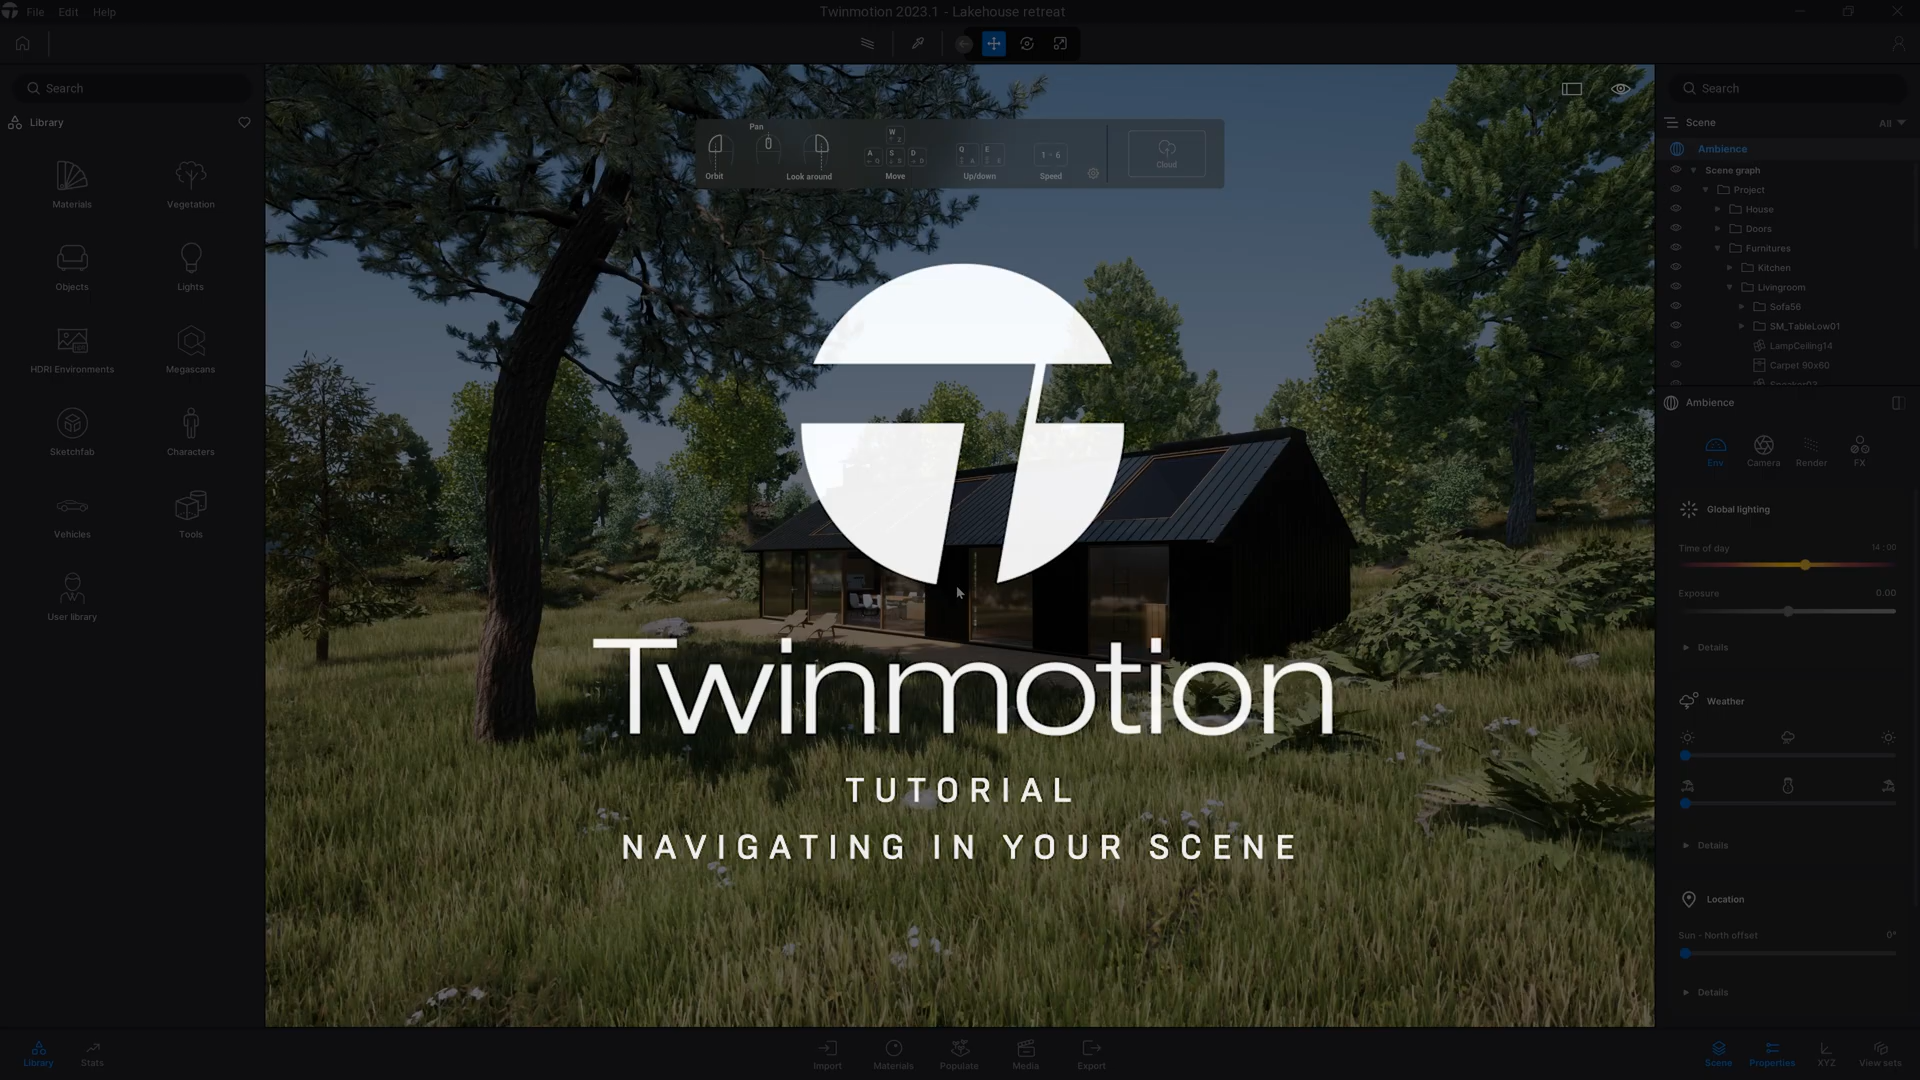 File Edit Help
Twinmotion 2023.1 - Lakehouse retreat
Search
Library
Materials
Vegetation
Objects
Lights
HDRI Environments
Megascans
Sketchfab
Characters
Vehicles
Tools
User library
Pan
Orbit
Look around
W
A S D
Move
Q E
Up/down
1 - 6
Speed
Cloud
Twinmotion
TUTORIAL
NAVIGATING IN YOUR SCENE
Search
Scene All
Ambience
Scene graph
Project
House
Doors
Furnitures
Kitchen
Livingroom
Sofa56
SM_TableLow01
LampCeiling14
Carpet 90x60
Ambience
Env Camera Render FX
Global lighting
Time of day 14:00
Exposure 0.00
Details
Weather
Details
Location
Sun - North offset 0°
Details
Library Stats
Import Materials Populate Media Export
Scene Properties XYZ View sets